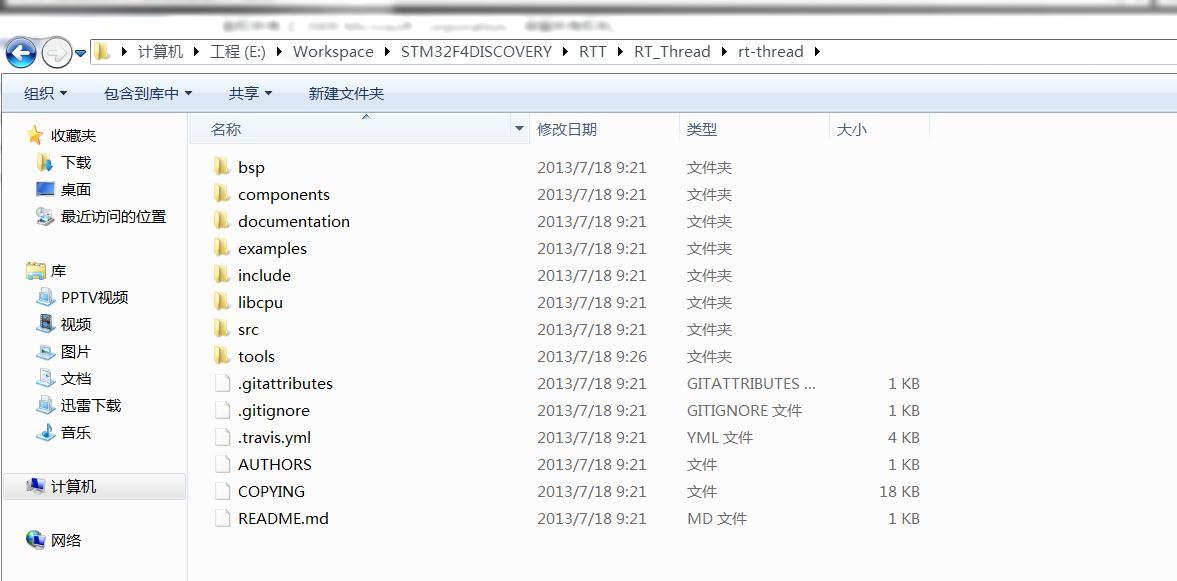 计算机 工程 (E:) Workspace STM32F4DISCOVERY RTT RT_Thread rt-thread
组织 包含到库中 共享 新建文件夹
名称 修改日期 类型 大小
收藏夹
下载
桌面
最近访问的位置
库
PPTV视频
视频
图片
文档
迅雷下载
音乐
计算机
网络
bsp 2013/7/18 9:21 文件夹
components 2013/7/18 9:21 文件夹
documentation 2013/7/18 9:21 文件夹
examples 2013/7/18 9:21 文件夹
include 2013/7/18 9:21 文件夹
libcpu 2013/7/18 9:21 文件夹
src 2013/7/18 9:21 文件夹
tools 2013/7/18 9:26 文件夹
.gitattributes 2013/7/18 9:21 GITATTRIBUTES ... 1 KB
.gitignore 2013/7/18 9:21 GITIGNORE 文件 1 KB
.travis.yml 2013/7/18 9:21 YML 文件 4 KB
AUTHORS 2013/7/18 9:21 文件 1 KB
COPYING 2013/7/18 9:21 文件 18 KB
README.md 2013/7/18 9:21 MD 文件 1 KB